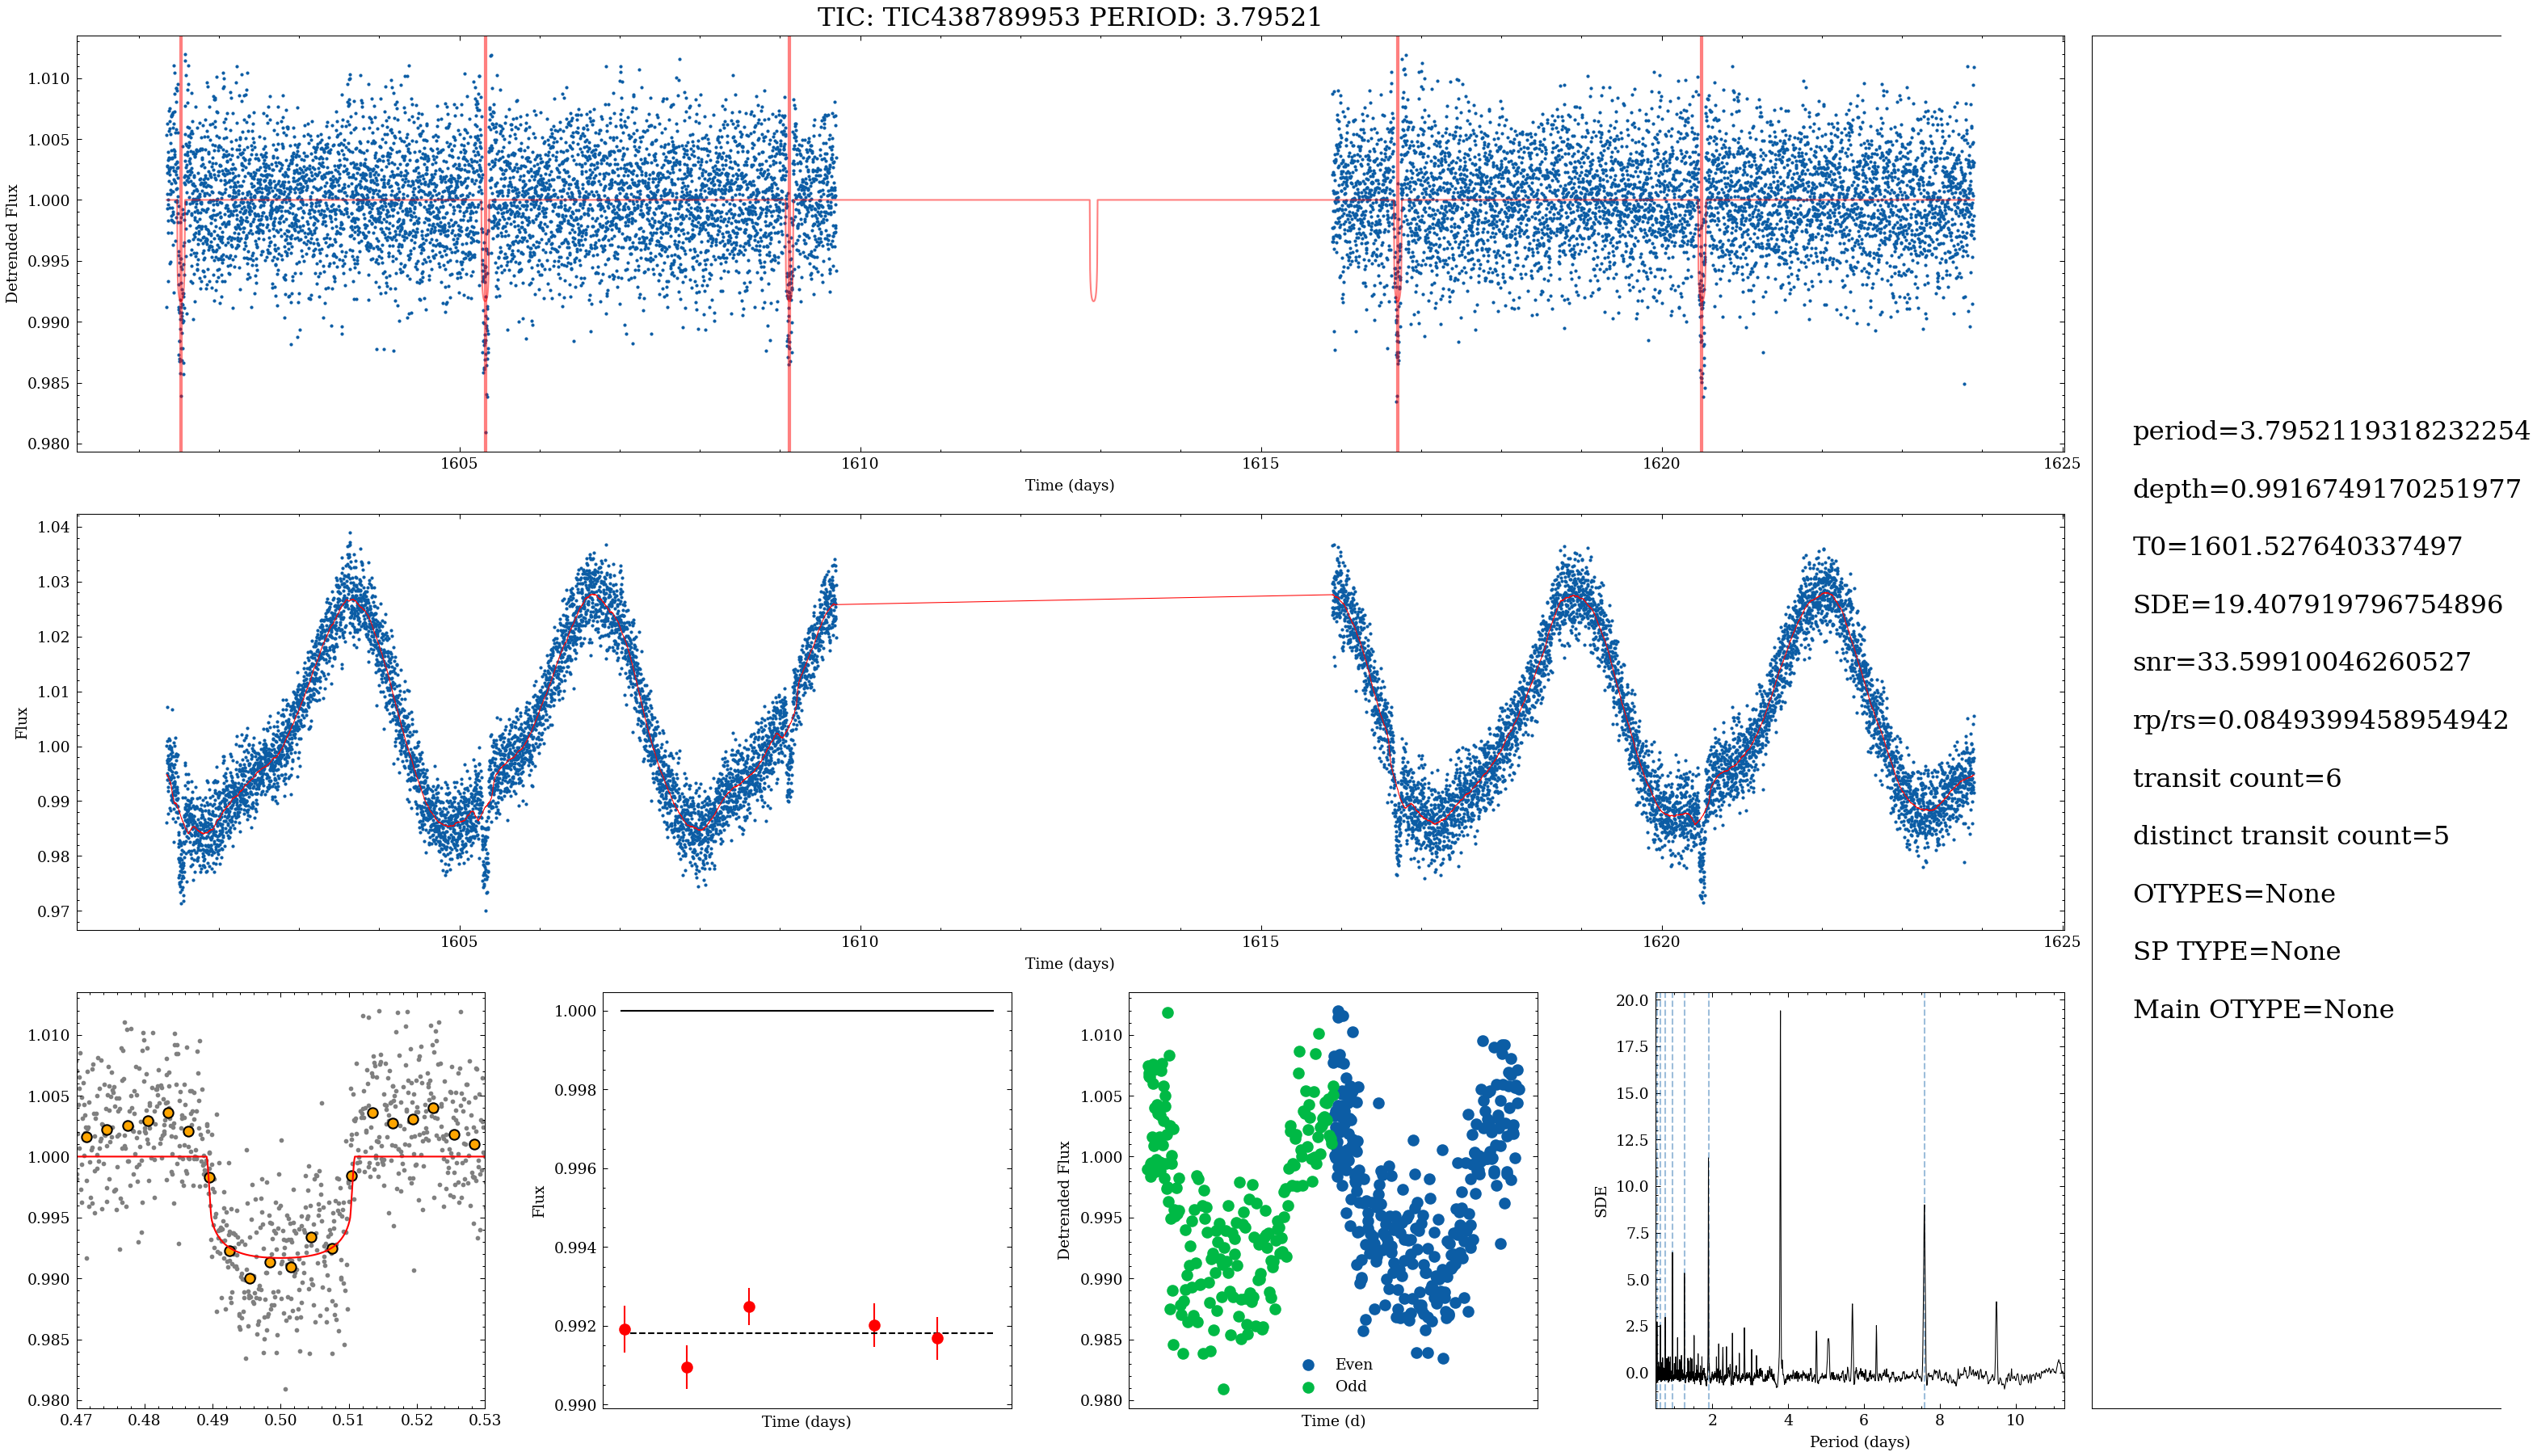 TIC: TIC438789953 PERIOD: 3.79521
Detrended Flux
1.010
1.005
1.000
0.995
0.990
0.985
0.980
1605
1610
1615
1620
1625
Time (days)
Flux
1.04
1.03
1.02
1.01
1.00
0.99
0.98
0.97
1605
1610
1615
1620
1625
Time (days)
1.010
1.005
1.000
0.995
0.990
0.985
0.980
0.47
0.48
0.49
0.50
0.51
0.52
0.53
Flux
1.000
0.998
0.996
0.994
0.992
0.990
Time (days)
Detrended Flux
1.010
1.005
1.000
0.995
0.990
0.985
0.980
Even
Odd
Time (d)
SDE
20.0
17.5
15.0
12.5
10.0
7.5
5.0
2.5
0.0
2
4
6
8
10
Period (days)
period=3.7952119318232254
depth=0.9916749170251977
T0=1601.527640337497
SDE=19.407919796754896
snr=33.59910046260527
rp/rs=0.0849399458954942
transit count=6
distinct transit count=5
OTYPES=None
SP TYPE=None
Main OTYPE=None